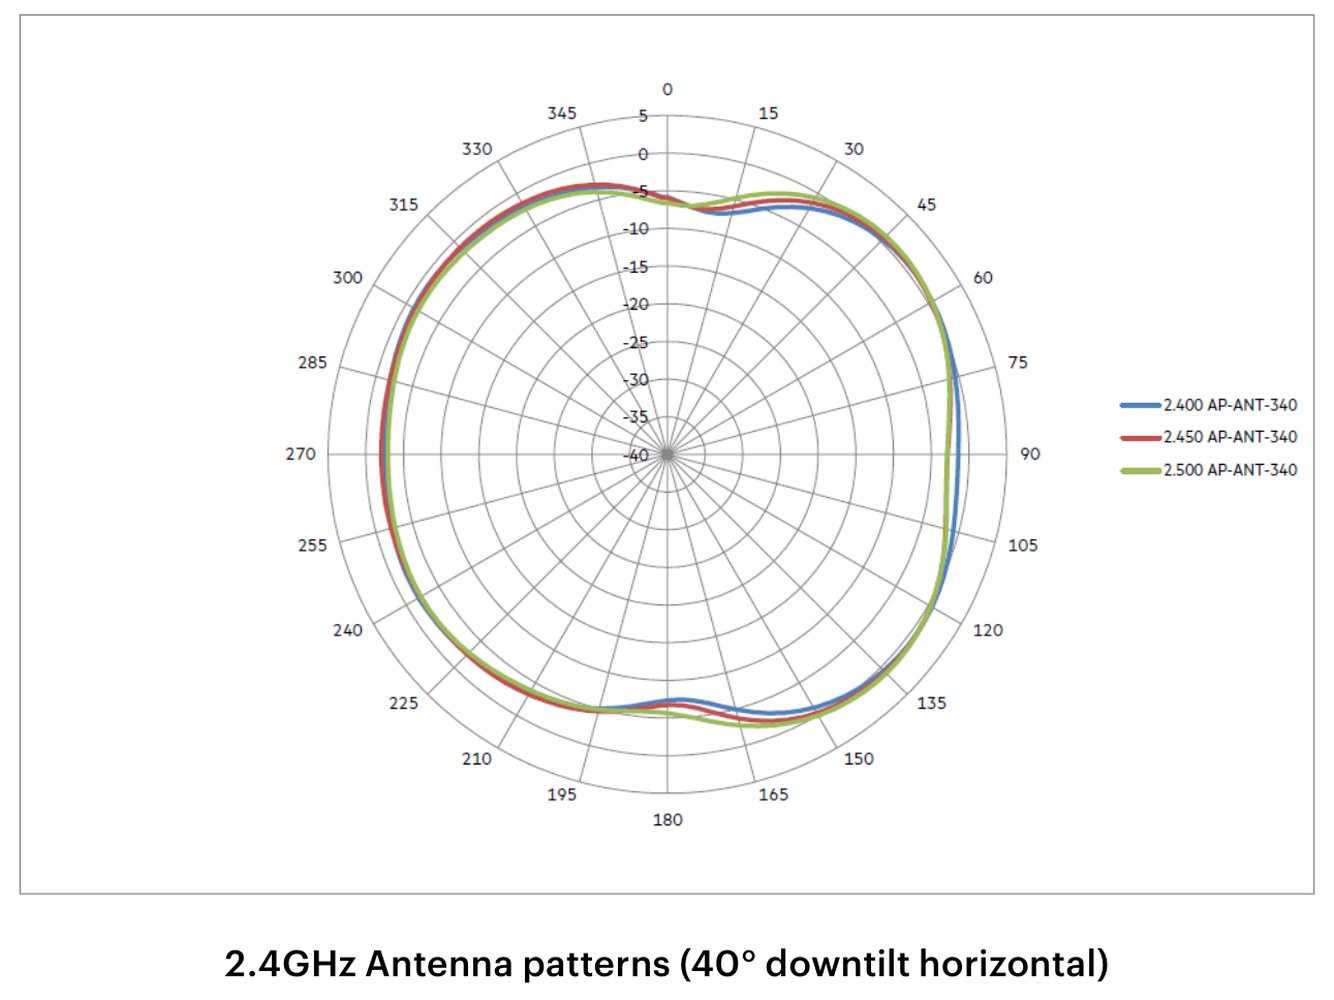 0
345 5 15
330 0 30
315 -5 45
-10
300 -15 60
-20
285 -25 75
-30
-35
2.400 AP-ANT-340
2.450 AP-ANT-340
270 -40 90
2.500 AP-ANT-340
255 105
240 120
225 135
210 150
195 165
180
2.4GHz Antenna patterns (40° downtilt horizontal)